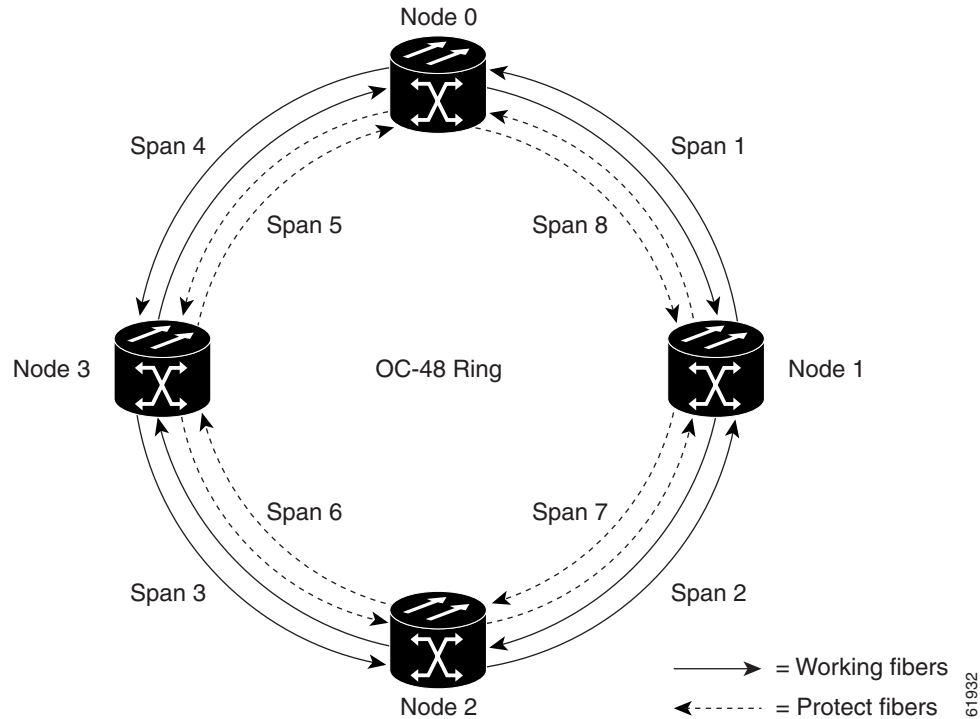 Node 0
Span 4
Span 1
Span 5
Span 8
Node 3
OC-48 Ring
Node 1
Span 6
Span 7
Span 3
Span 2
Node 2
= Working fibers
= Protect fibers
61932